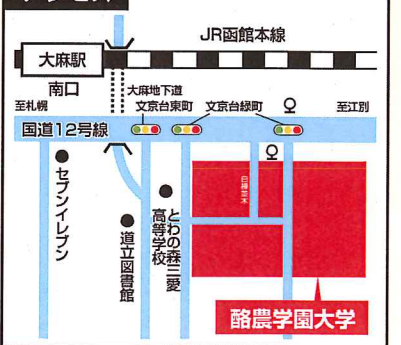 JR函館本線
大麻駅
南口
大麻地下道
至札幌
文京台東町
文京台緑町
至江別
国道12号線
セブンイレブン
道立図書館
とわの森三愛
高等学校
白樺並木
酪農学園大学